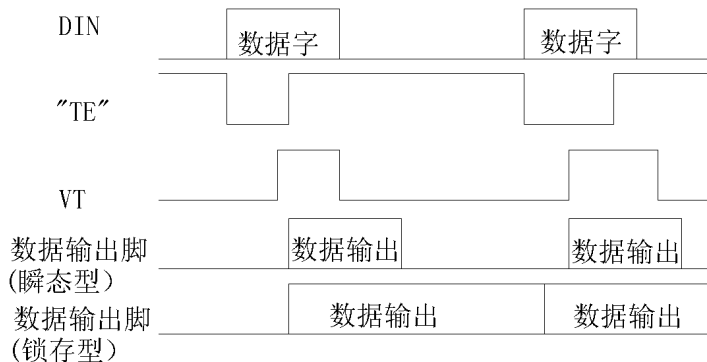 DIN
数据字
数据字
"TE"
VT
数据输出脚
(瞬态型)
数据输出
数据输出
数据输出脚
(锁存型)
数据输出
数据输出